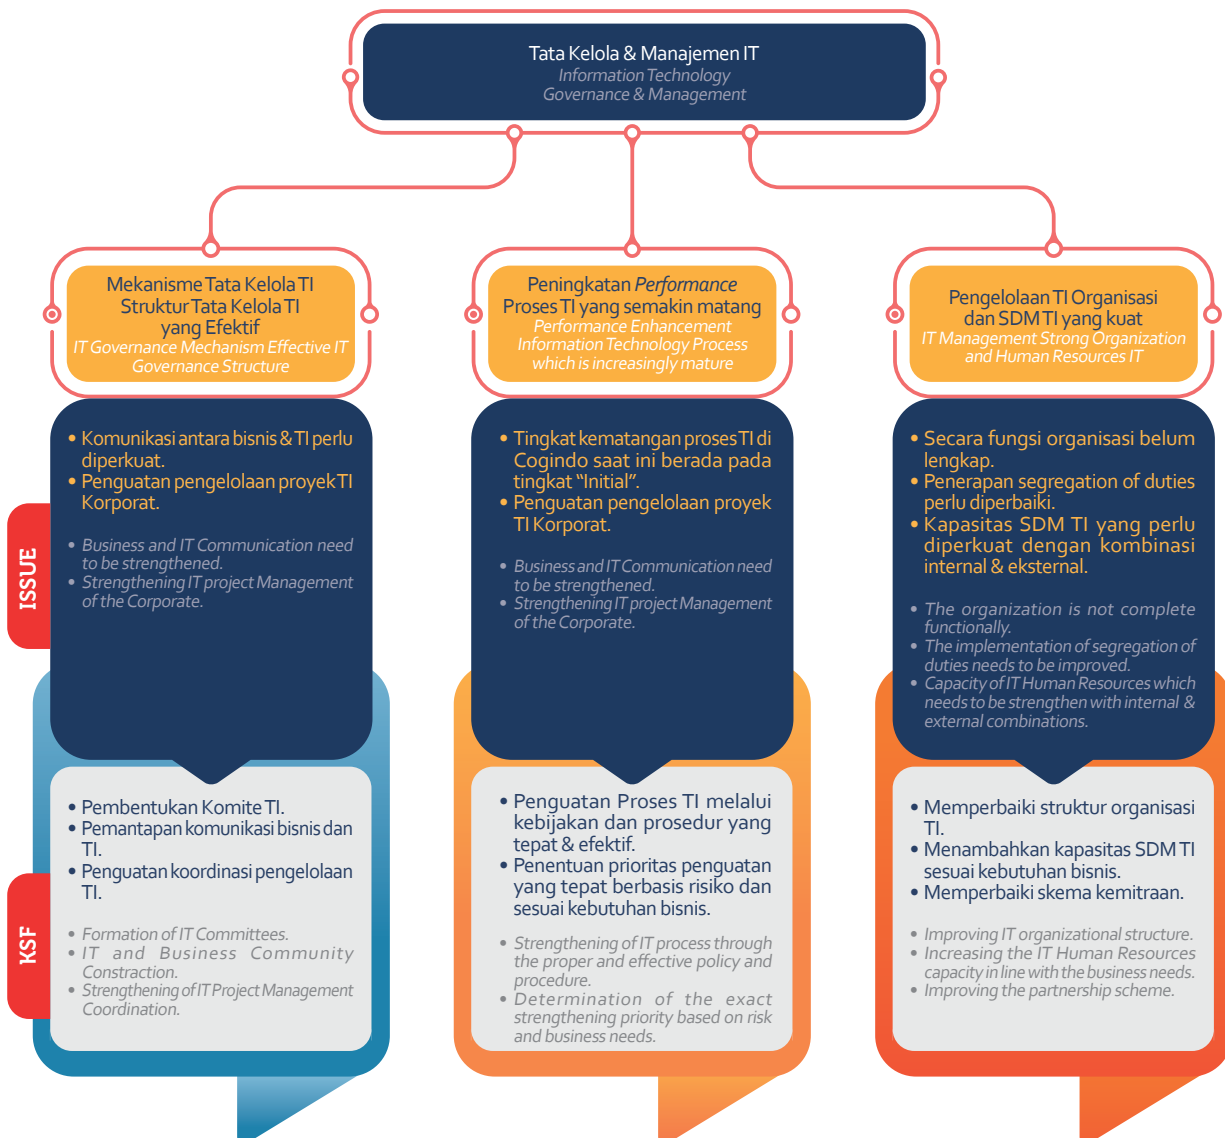 Tata Kelola & Manajemen IT
Information Technology
Governance & Management
Mekanisme Tata Kelola TI
Struktur Tata Kelola TI
yang Efektif
IT Governance Mechanism Effective IT
Governance Structure
Peningkatan Performance
Proses TI yang semakin matang
Performance Enhancement
Information Technology Process
which is increasingly mature
Pengelolaan TI Organisasi
dan SDM TI yang kuat
IT Management Strong Organization
and Human Resources IT
ISSUE
• Komunikasi antara bisnis & TI perlu
diperkuat.
• Penguatan pengelolaan proyek TI
Korporat.
• Business and IT Communication need
to be strengthened.
• Strengthening IT project Management
of the Corporate.
• Tingkat kematangan proses TI di
Cogindo saat ini berada pada
tingkat “Initial”.
• Penguatan pengelolaan proyek
TI Korporat.
• Business and IT Communication need
to be strengthened.
• Strengthening IT project Management
of the Corporate.
• Secara fungsi organisasi belum
lengkap.
• Penerapan segregation of duties
perlu diperbaiki.
• Kapasitas SDM TI yang perlu
diperkuat dengan kombinasi
internal & eksternal.
• The organization is not complete
functionally.
• The implementation of segregation of
duties needs to be improved.
• Capacity of IT Human Resources which
needs to be strengthen with internal &
external combinations.
KSF
• Pembentukan Komite TI.
• Pemantapan komunikasi bisnis dan
TI.
• Penguatan koordinasi pengelolaan
TI.
• Formation of IT Committees.
• IT and Business Community
Constraction.
• Strengthening of IT Project Management
Coordination.
• Penguatan Proses TI melalui
kebijakan dan prosedur yang
tepat & efektif.
• Penentuan prioritas penguatan
yang tepat berbasis risiko dan
sesuai kebutuhan bisnis.
• Strengthening of IT process through
the proper and effective policy and
procedure.
• Determination of the exact
strengthening priority based on risk
and business needs.
• Memperbaiki struktur organisasi
TI.
• Menambahkan kapasitas SDM TI
sesuai kebutuhan bisnis.
• Memperbaiki skema kemitraan.
• Improving IT organizational structure.
• Increasing the IT Human Resources
capacity in line with the business needs.
• Improving the partnership scheme.